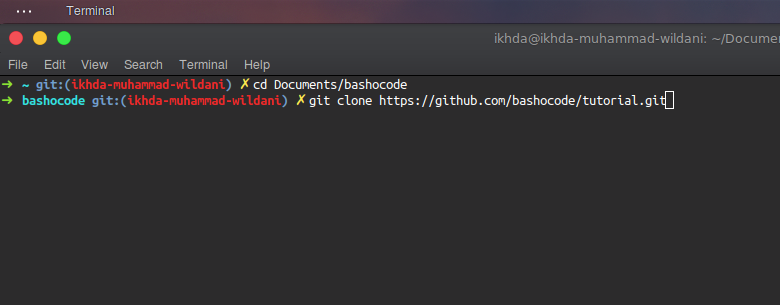 ... Terminal
ikhda@ikhda-muhammad-wildani: ~/Documen
File Edit View Search Terminal Help
➜ ~ git:(ikhda-muhammad-wildani) ✗ cd Documents/bashocode
➜ bashocode git:(ikhda-muhammad-wildani) ✗ git clone https://github.com/bashocode/tutorial.git